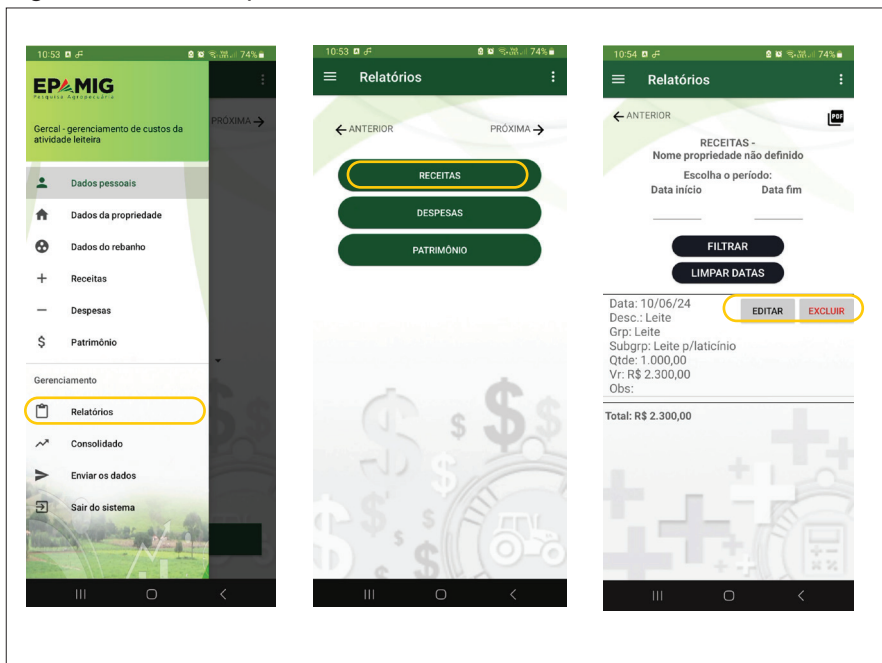 10:53
74%
EPAMIG
Pesquisa Agropecuária
Gercal - gerenciamento de custos da
atividade leiteira
PRÓXIMA
Dados pessoais
Dados da propriedade
Dados do rebanho
Receitas
Despesas
Patrimônio
Gerenciamento
Relatórios
Consolidado
Enviar os dados
Sair do sistema
10:53
74%
Relatórios
ANTERIOR
PRÓXIMA
RECEITAS
DESPESAS
PATRIMÔNIO
10:54
74%
Relatórios
ANTERIOR
PDF
RECEITAS -
Nome propriedade não definido
Escolha o período:
Data início Data fim
FILTRAR
LIMPAR DATAS
Data: 10/06/24
EDITAR EXCLUIR
Desc.: Leite
Grp: Leite
Subgrp: Leite p/laticínio
Qtde: 1.000,00
Vr: R$ 2.300,00
Obs:
Total: R$ 2.300,00